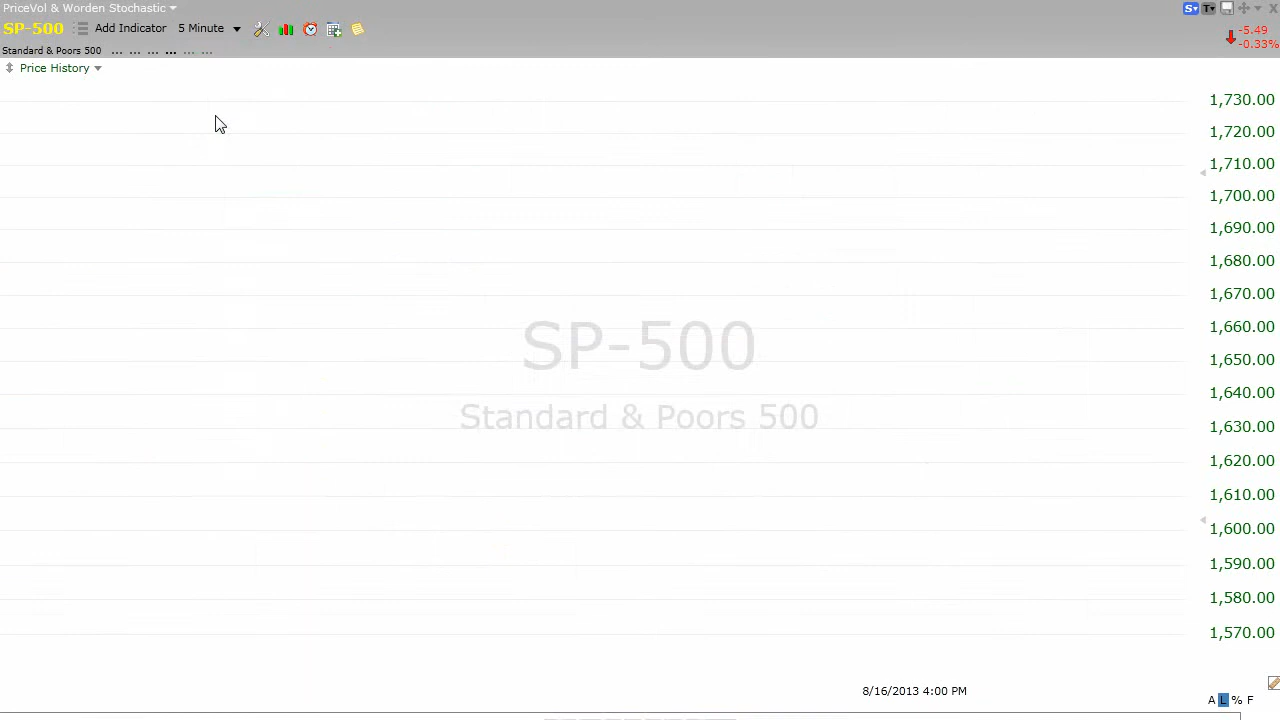 PriceVol & Worden Stochastic
S T
SP-500 Add Indicator 5 Minute
-5.49
-0.33%
Standard & Poors 500 ... ... ... ... ... ...
Price History
1,730.00
1,720.00
1,710.00
1,700.00
1,690.00
1,680.00
1,670.00
1,660.00
1,650.00
1,640.00
1,630.00
1,620.00
1,610.00
1,600.00
1,590.00
1,580.00
1,570.00
SP-500
Standard & Poors 500
8/16/2013 4:00 PM
A L % F